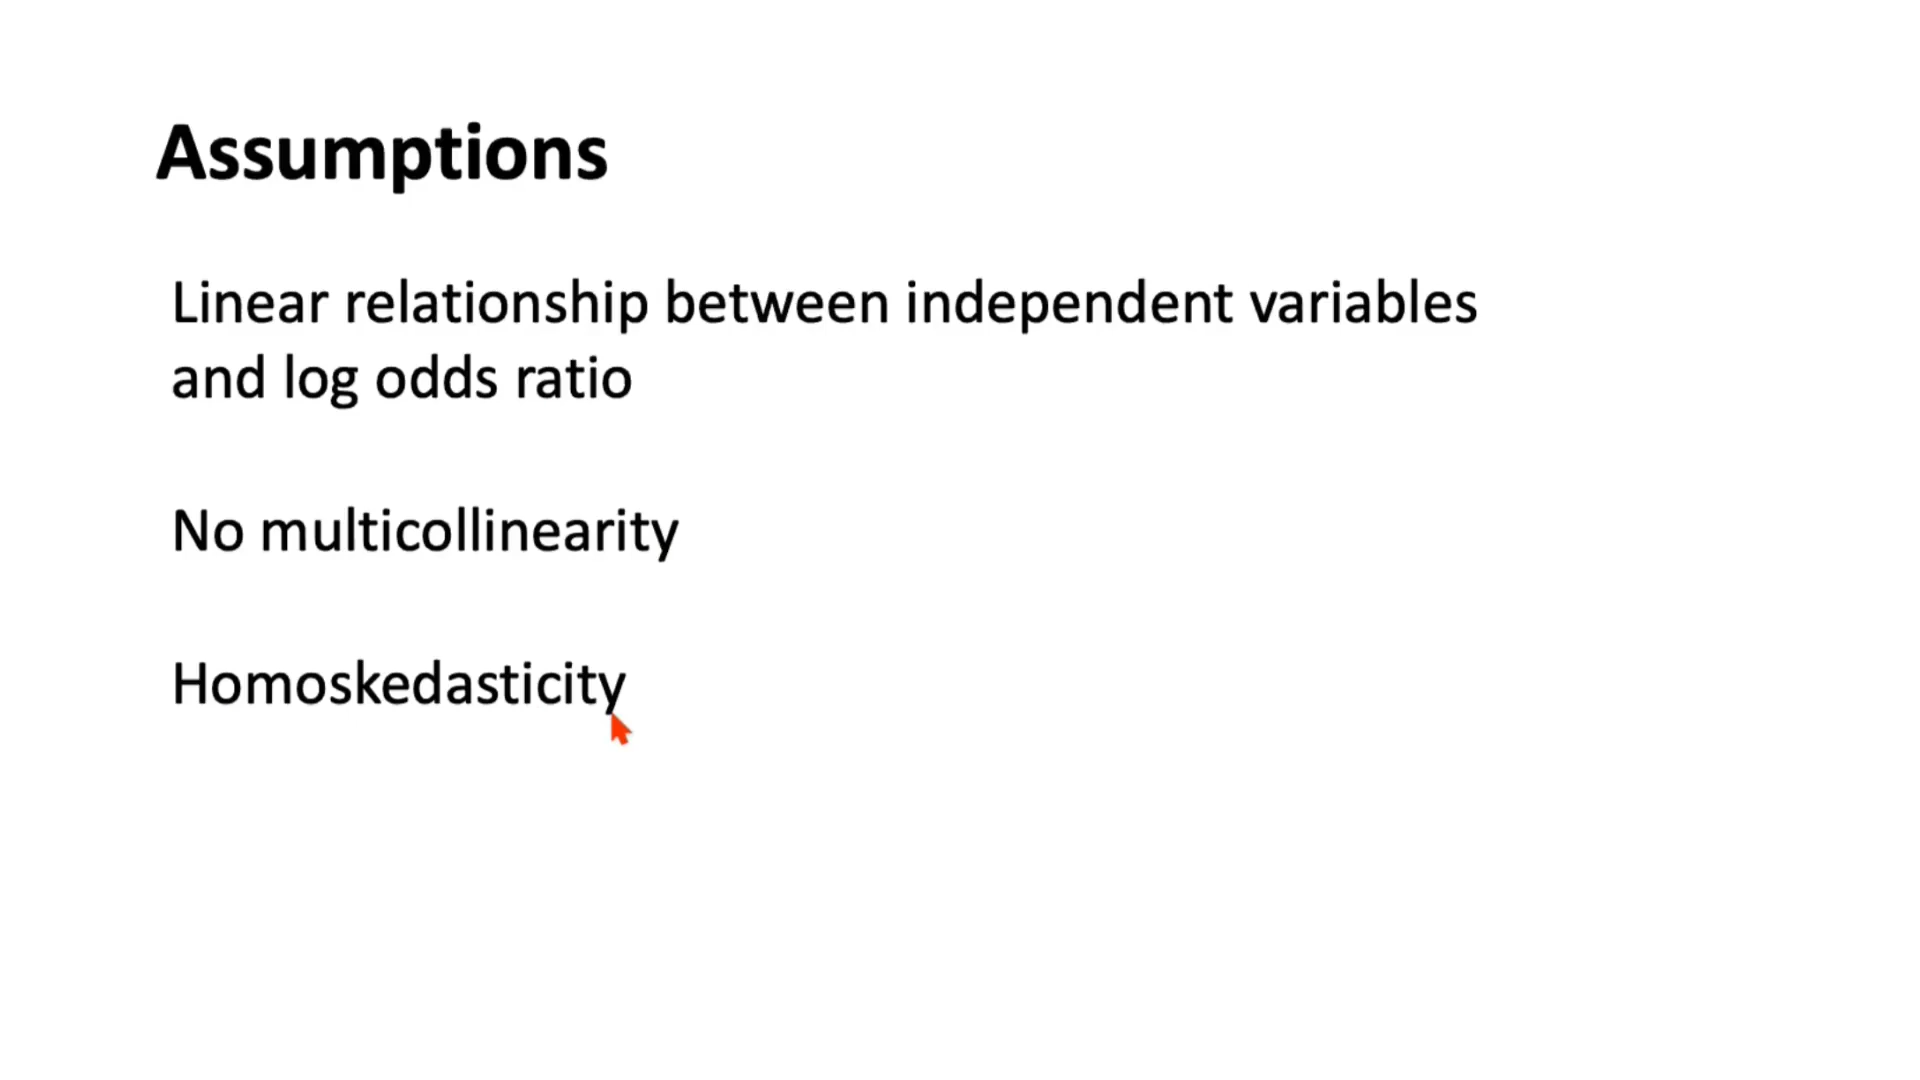 Assumptions
Linear relationship between independent variables
and log odds ratio
No multicollinearity
Homoskedasticity